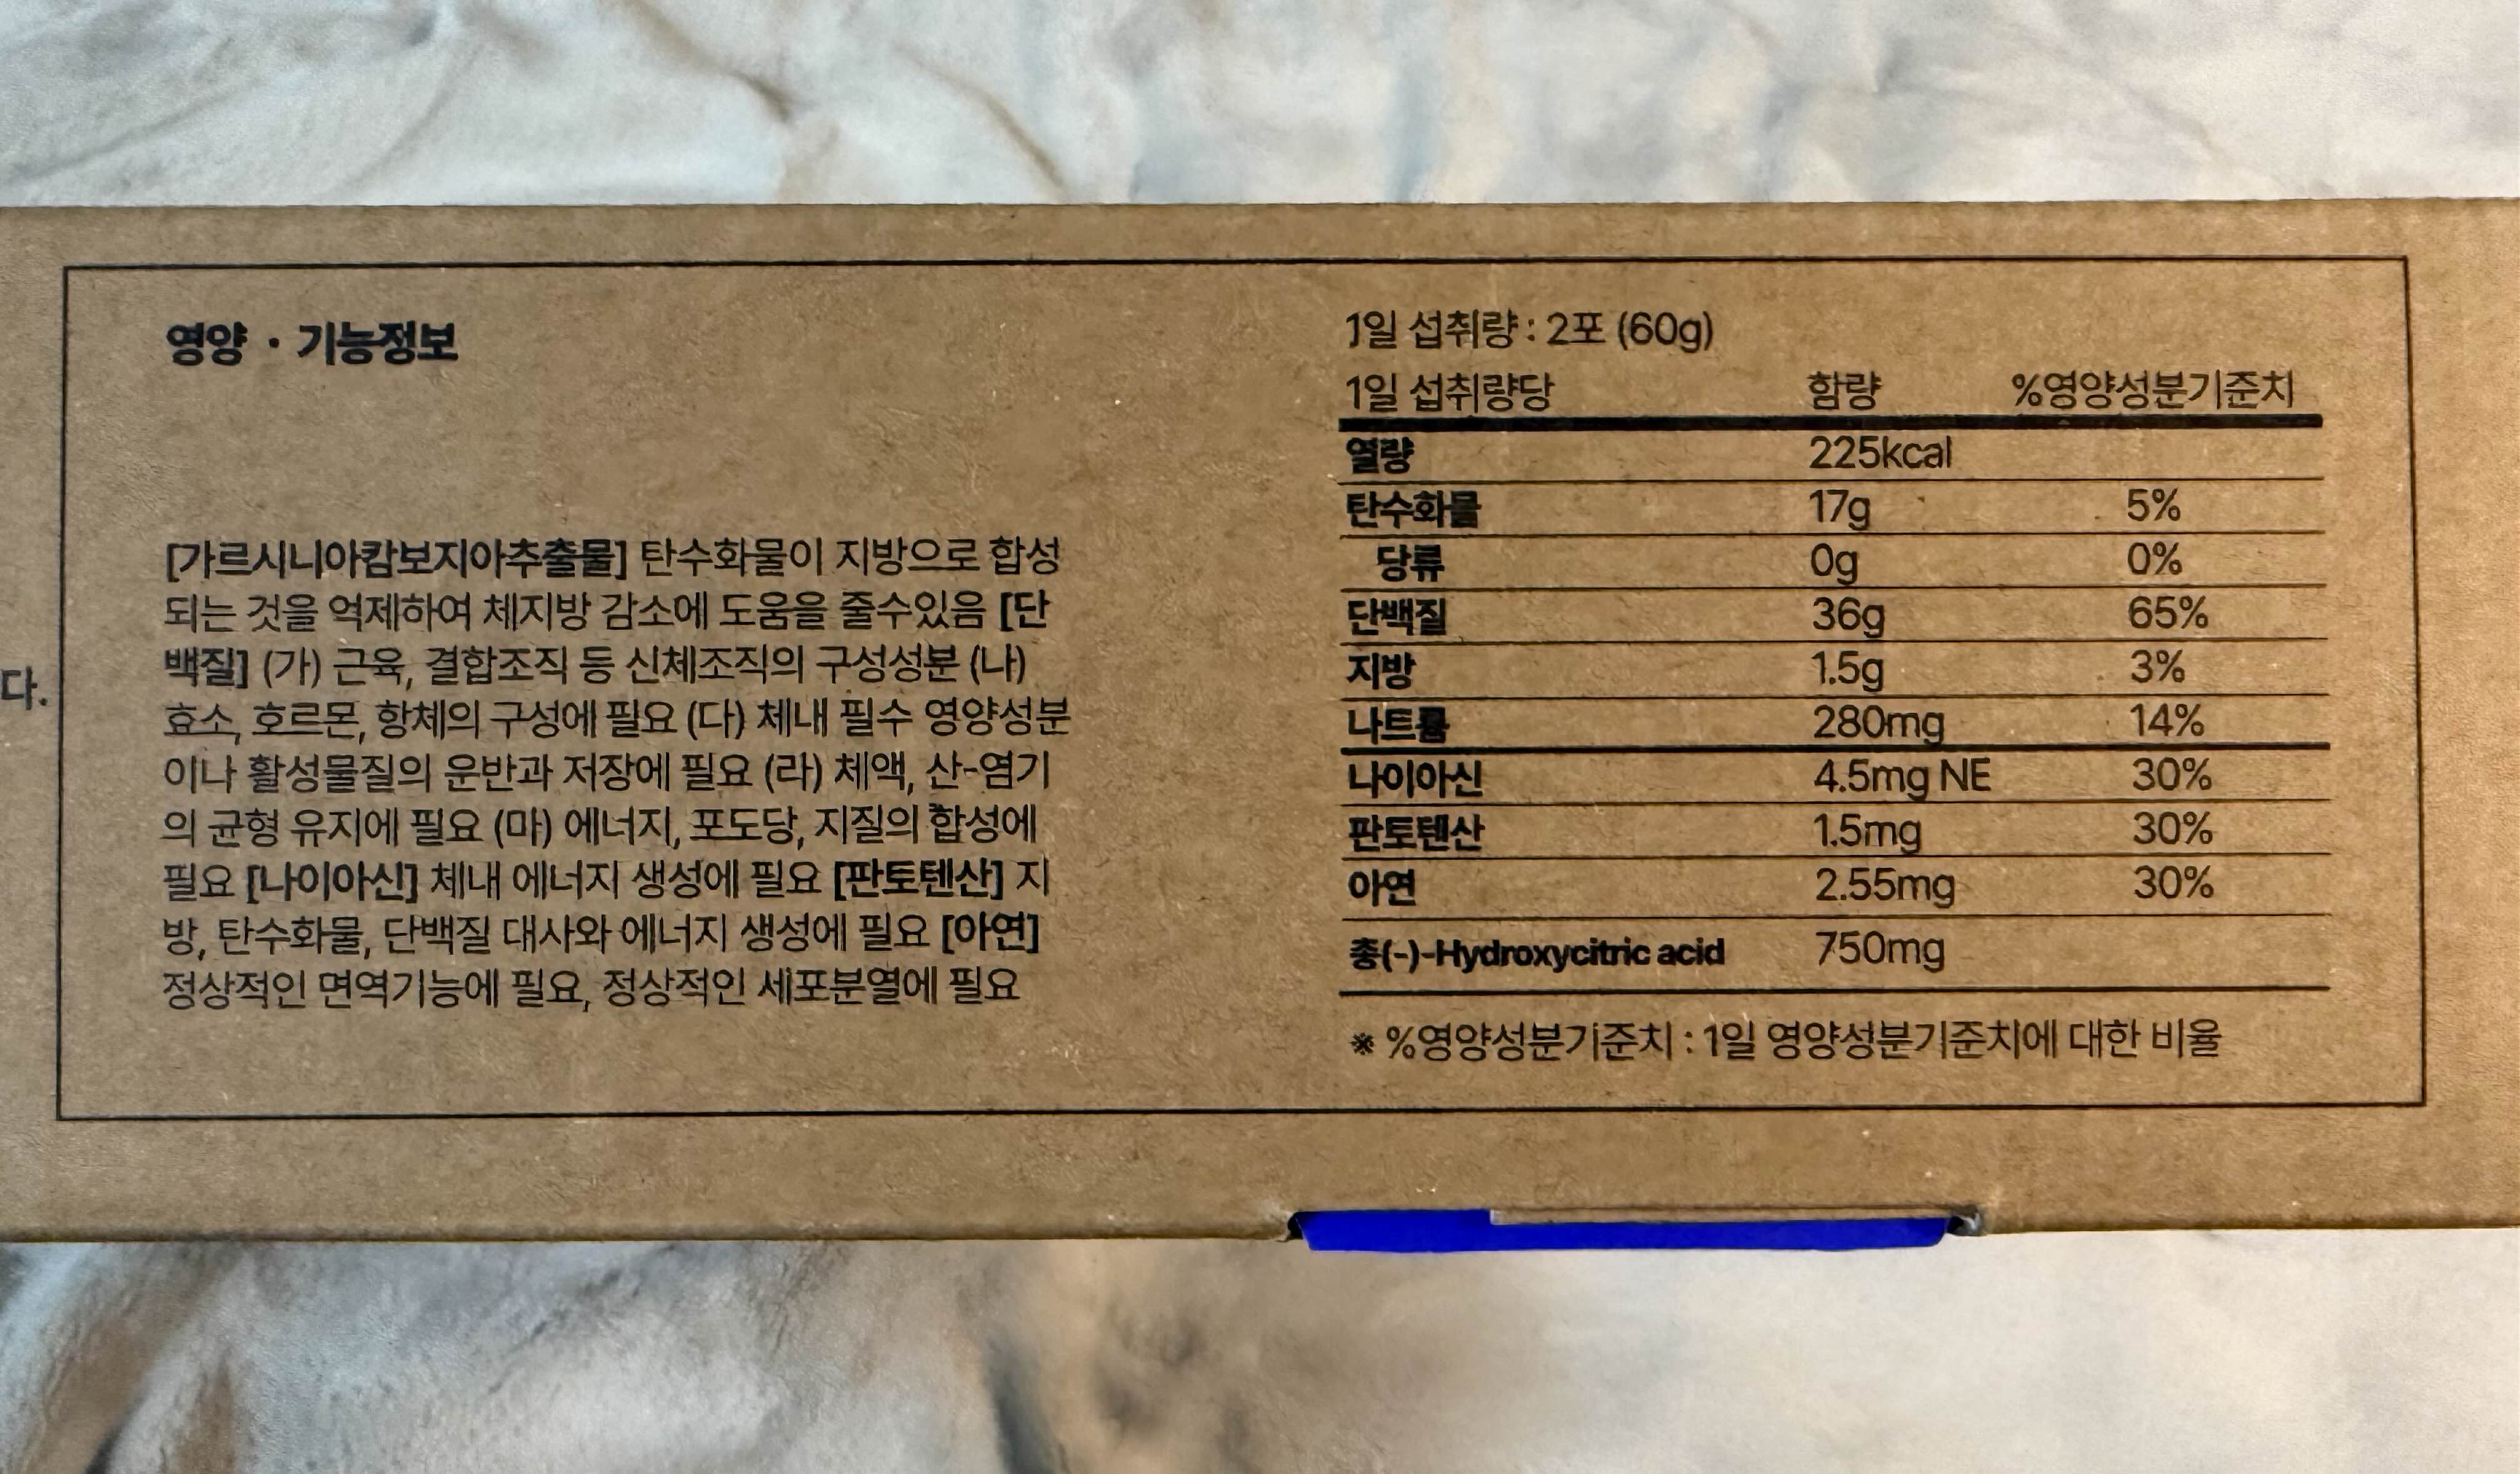 영양 · 기능정보
[가르시니아캄보지아추출물] 탄수화물이 지방으로 합성
되는 것을 억제하여 체지방 감소에 도움을 줄수있음 [단
백질] (가) 근육, 결합조직 등 신체조직의 구성성분 (나)
효소, 호르몬, 항체의 구성에 필요 (다) 체내 필수 영양성분
이나 활성물질의 운반과 저장에 필요 (라) 체액, 산-염기
의 균형 유지에 필요 (마) 에너지, 포도당, 지질의 합성에
필요 [나이아신] 체내 에너지 생성에 필요 [판토텐산] 지
방, 탄수화물, 단백질 대사와 에너지 생성에 필요 [아연]
정상적인 면역기능에 필요, 정상적인 세포분열에 필요
다.
1일 섭취량 : 2포 (60g)
1일 섭취량당 함량 %영양성분기준치
열량 225kcal
탄수화물 17g 5%
당류 0g 0%
단백질 36g 65%
지방 1.5g 3%
나트륨 280mg 14%
나이아신 4.5mg NE 30%
판토텐산 1.5mg 30%
아연 2.55mg 30%
총(-)-Hydroxycitric acid 750mg
※ %영양성분기준치 : 1일 영양성분기준치에 대한 비율